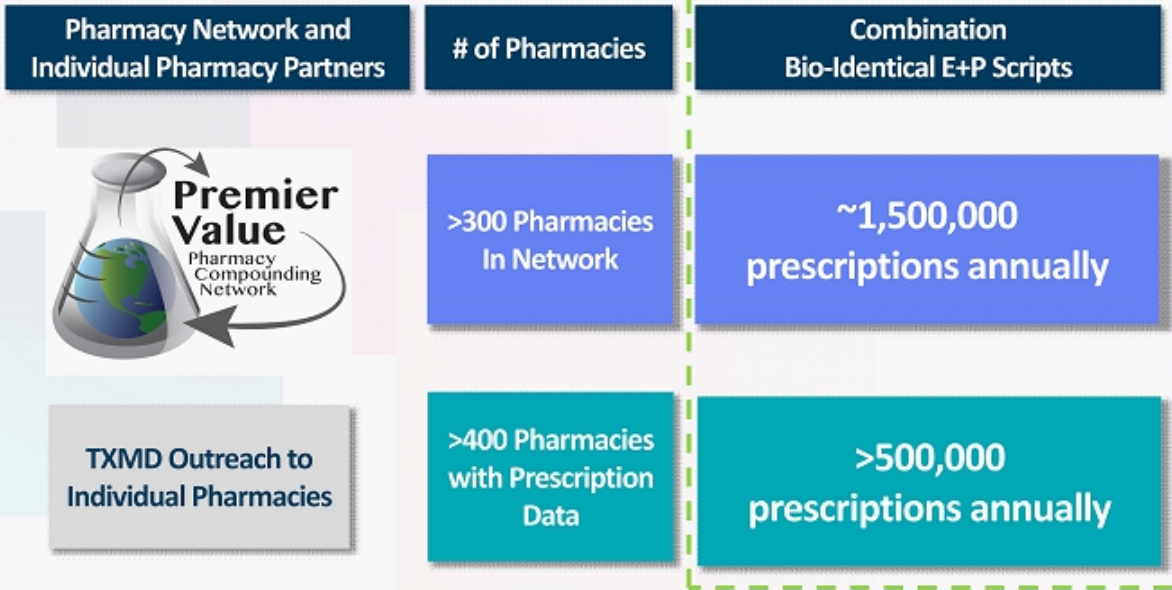 Pharmacy Network and
Individual Pharmacy Partners
# of Pharmacies
Combination
Bio-Identical E+P Scripts
Premier
Value
Pharmacy
Compounding
Network
>300 Pharmacies
In Network
~1,500,000
prescriptions annually
TXMD Outreach to
Individual Pharmacies
>400 Pharmacies
with Prescription
Data
>500,000
prescriptions annually